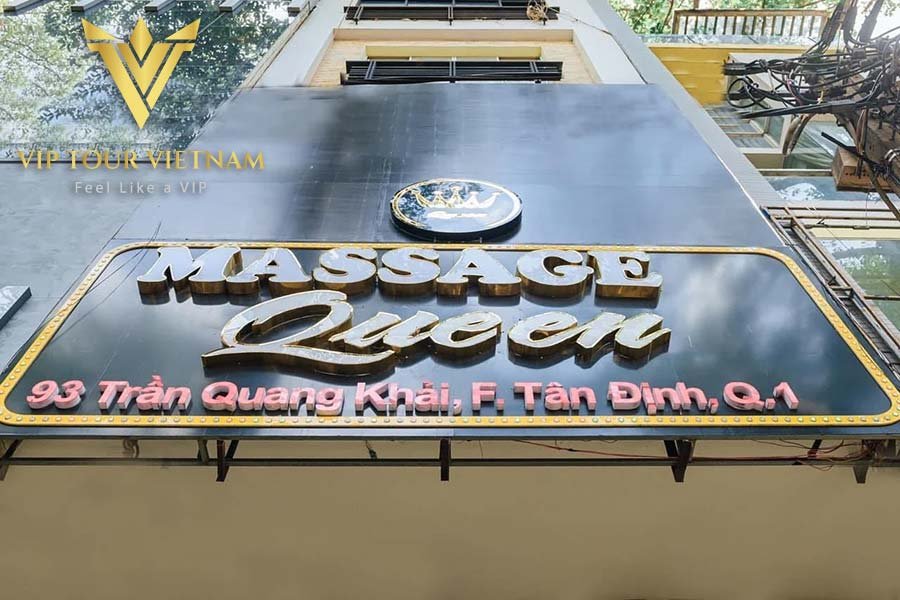 VIP TOUR VIETNAM
Feel Like a VIP
MASSAGE
Queen
93 Trần Quang Khải, F. Tân Định, Q.1